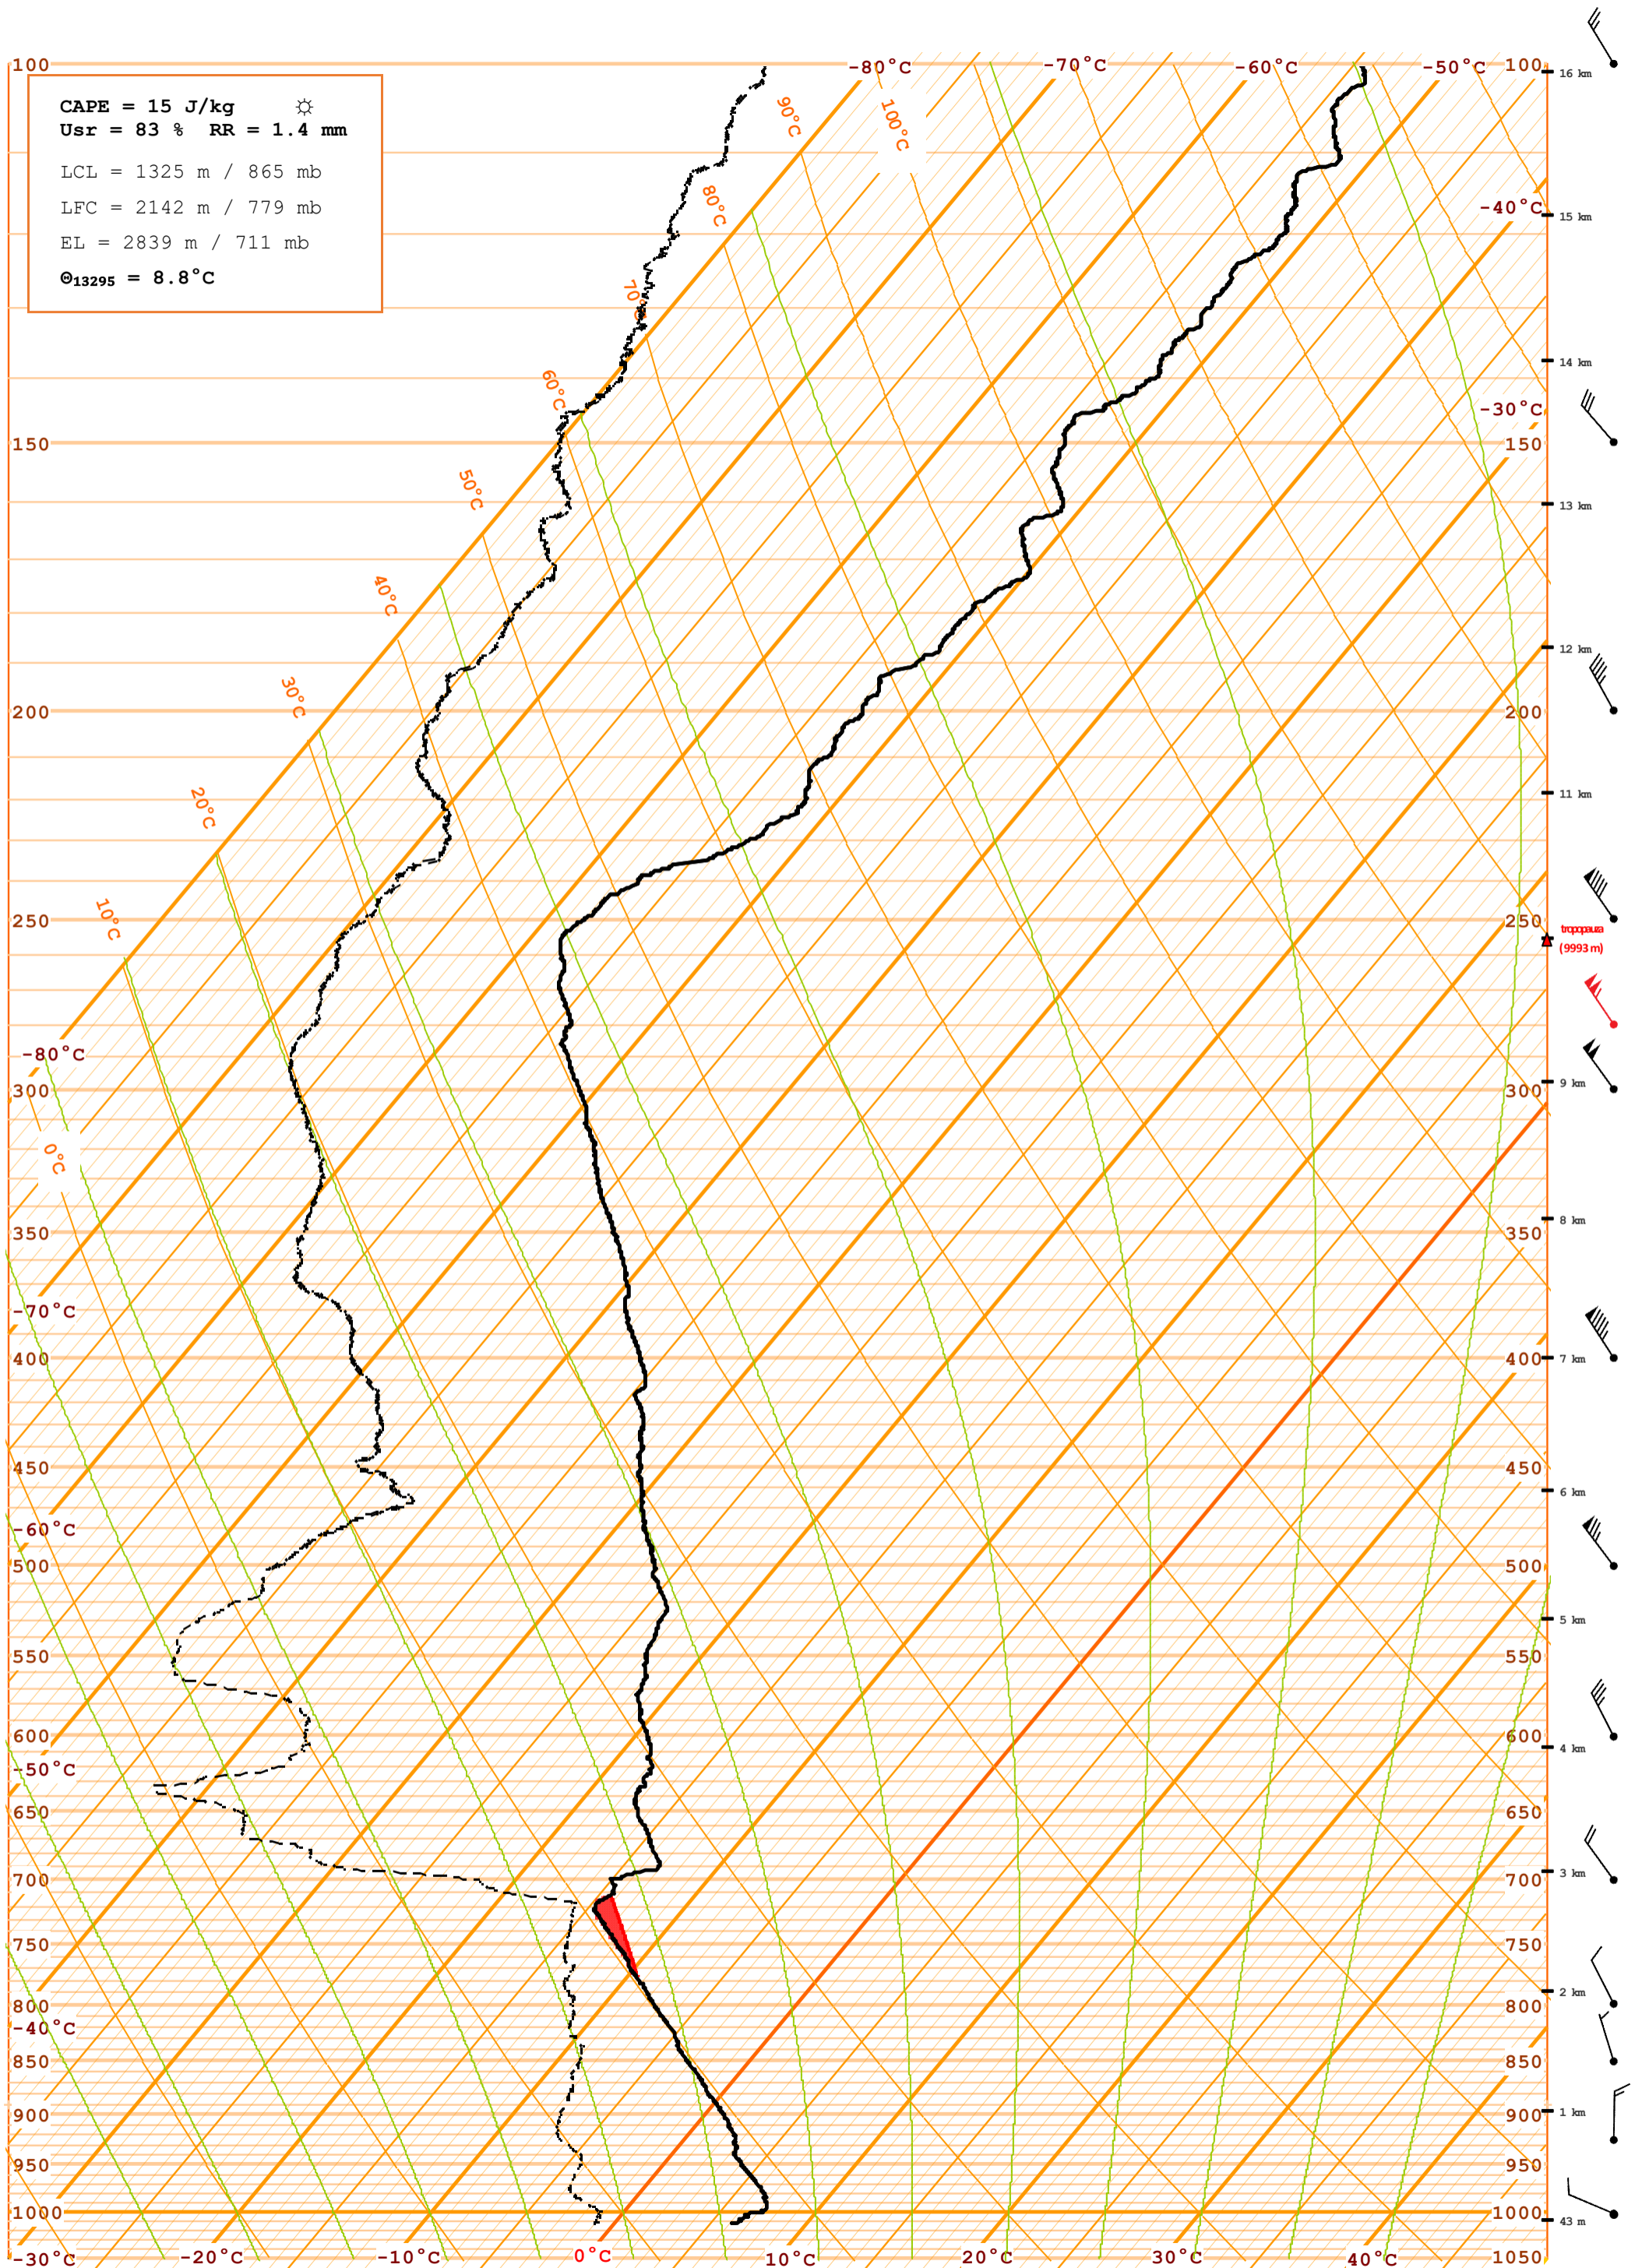 -80°C -70°C -60°C -50°C
100 100
16 km
CAPE = 15 J/kg ☼
Usr = 83 % RR = 1.4 mm
LCL = 1325 m / 865 mb
LFC = 2142 m / 779 mb
EL = 2839 m / 711 mb
Θ13295 = 8.8°C
90°C 100°C
80°C
-40°C
15 km
70°C
14 km
60°C
-30°C
150 150
50°C
13 km
40°C
12 km
30°C
200 200
20°C
11 km
10°C
250 250
tropopauza
(9993 m)
-80°C
300 300
9 km
0°C
8 km
350 350
-70°C
400 400
7 km
450 450
6 km
-60°C
500 500
5 km
550 550
600 600
4 km
-50°C
650 650
3 km
700 700
750 750
2 km
800 800
-40°C
850 850
900 900
1 km
950 950
1000 1000
43 m
-30°C -20°C -10°C 0°C 10°C 20°C 30°C 40°C 1050